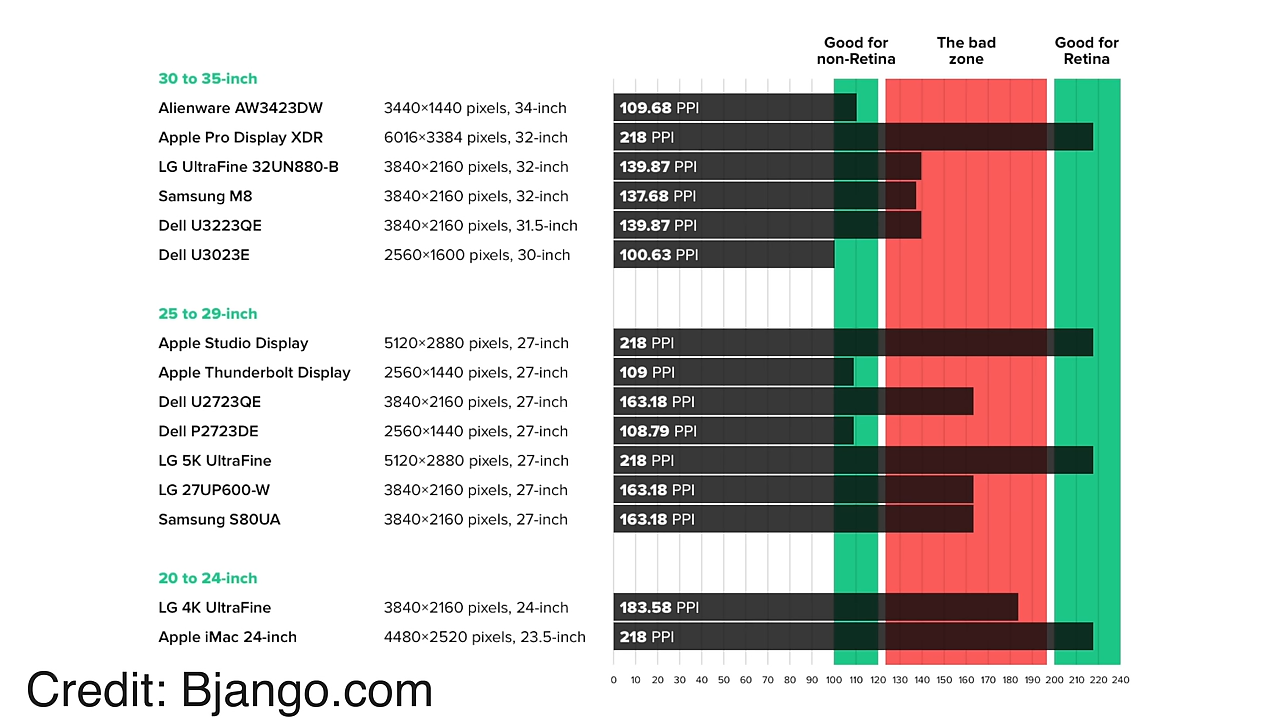 Good for
non-Retina
The bad
zone
Good for
Retina
30 to 35-inch
Alienware AW3423DW 3440×1440 pixels, 34-inch 109.68 PPI
Apple Pro Display XDR 6016×3384 pixels, 32-inch 218 PPI
LG UltraFine 32UN880-B 3840×2160 pixels, 32-inch 139.87 PPI
Samsung M8 3840×2160 pixels, 32-inch 137.68 PPI
Dell U3223QE 3840×2160 pixels, 31.5-inch 139.87 PPI
Dell U3023E 2560×1600 pixels, 30-inch 100.63 PPI
25 to 29-inch
Apple Studio Display 5120×2880 pixels, 27-inch 218 PPI
Apple Thunderbolt Display 2560×1440 pixels, 27-inch 109 PPI
Dell U2723QE 3840×2160 pixels, 27-inch 163.18 PPI
Dell P2723DE 2560×1440 pixels, 27-inch 108.79 PPI
LG 5K UltraFine 5120×2880 pixels, 27-inch 218 PPI
LG 27UP600-W 3840×2160 pixels, 27-inch 163.18 PPI
Samsung S80UA 3840×2160 pixels, 27-inch 163.18 PPI
20 to 24-inch
LG 4K UltraFine 3840×2160 pixels, 24-inch 183.58 PPI
Apple iMac 24-inch 4480×2520 pixels, 23.5-inch 218 PPI
0 10 20 30 40 50 60 70 80 90 100 110 120 130 140 150 160 170 180 190 200 210 220 240
Credit: Bjango.com